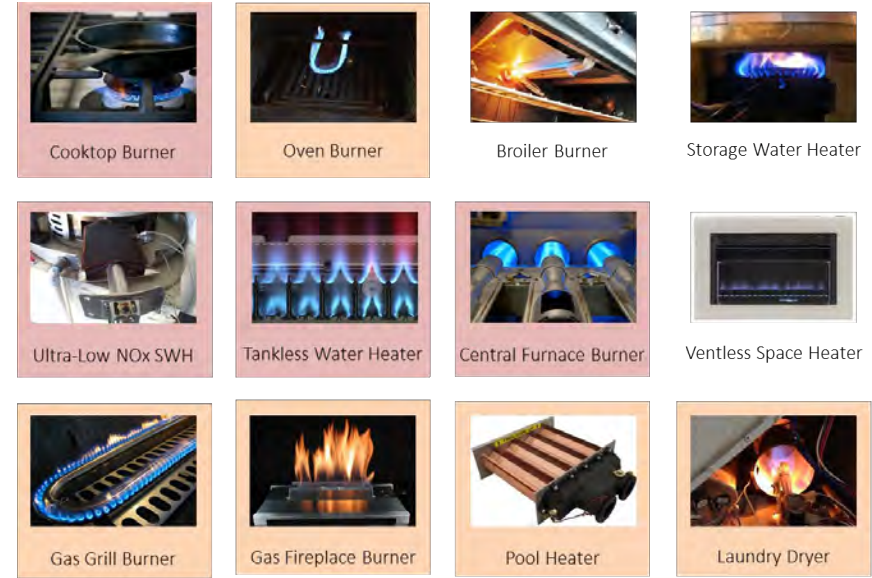 Cooktop Burner
Oven Burner
Broiler Burner
Storage Water Heater
Ultra-Low NOx SWH
Tankless Water Heater
Central Furnace Burner
Ventless Space Heater
Gas Grill Burner
Gas Fireplace Burner
Pool Heater
Laundry Dryer